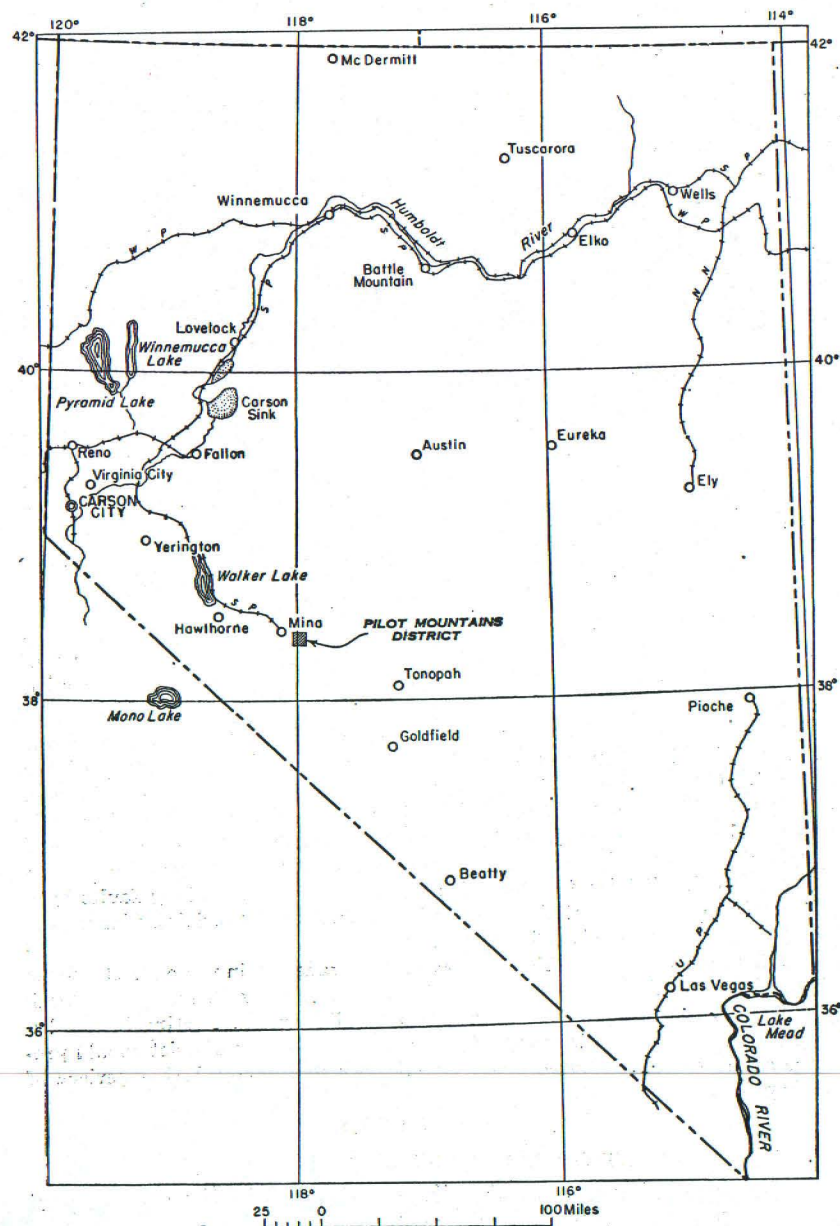 120°
118°
116°
114°
42°
42°
Mc Dermitt
Tuscarora
S P
Winnemucca
Wells
W P
Humboldt
River
W P
S P
Elko
Battle
Mountain
N N
S P
Lovelock
Winnemucca
Lake
40°
40°
Pyramid Lake
Carson
Sink
Reno
Fallon
Austin
Eureka
Virginia City
Ely
CARSON
CITY
Yerington
Walker Lake
S P
Hawthorne
Mina
PILOT MOUNTAINS
DISTRICT
Tonopah
38°
38°
Mono Lake
Pioche
Goldfield
Beatty
U P
Las Vegas
36°
36°
COLORADO RIVER
Lake
Mead
118°
116°
25 0 100 Miles